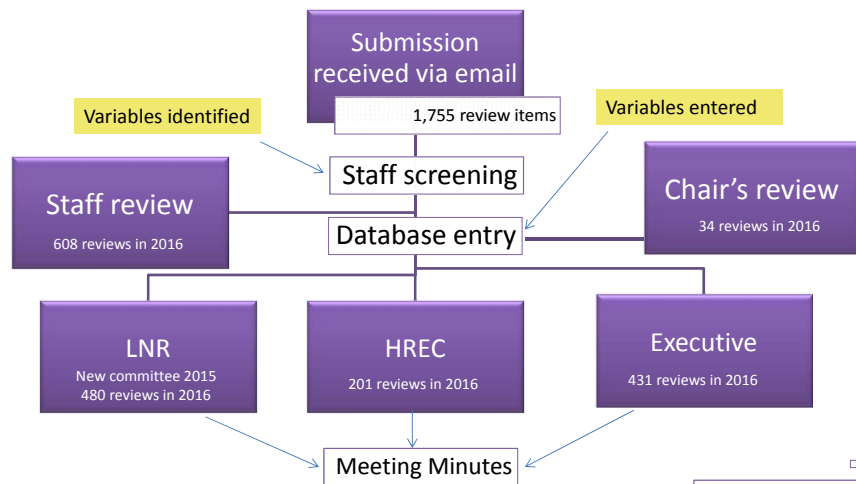 Submission
received via email
1,755 review items
Variables identified
Variables entered
Staff screening
Staff review
608 reviews in 2016
Chair's review
34 reviews in 2016
Database entry
LNR
New committee 2015
480 reviews in 2016
HREC
201 reviews in 2016
Executive
431 reviews in 2016
Meeting Minutes